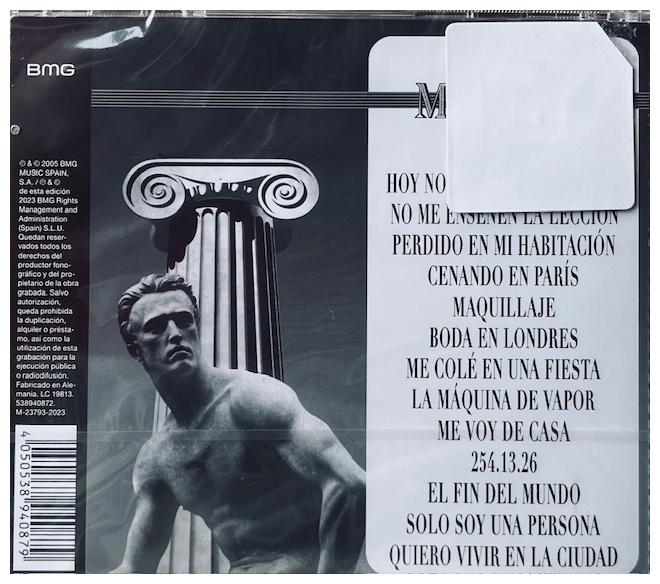 BMG
℗ & © 2005 BMG
MUSIC SPAIN,
S.A. / ℗ & ©
de esta edición
2023 BMG Rights
Management and
Administration
(Spain) S.L.U.
Quedan reser-
vados todos los
derechos del
productor fono-
gráfico y del pro-
pietario de la obra
grabada. Salvo
autorización,
queda prohibida
la duplicación,
alquiler o présta-
mo, así como la
utilización de esta
grabación para la
ejecución pública
o radiodifusión.
Fabricado en Ale-
mania. LC 19813.
538940872.
M-23793-2023
4 050538 940879
M
HOY NO
NO ME ENSEÑEN LA LECCIÓN
PERDIDO EN MI HABITACIÓN
CENANDO EN PARÍS
MAQUILLAJE
BODA EN LONDRES
ME COLÉ EN UNA FIESTA
LA MÁQUINA DE VAPOR
ME VOY DE CASA
254.13.26
EL FIN DEL MUNDO
SOLO SOY UNA PERSONA
QUIERO VIVIR EN LA CIUDAD